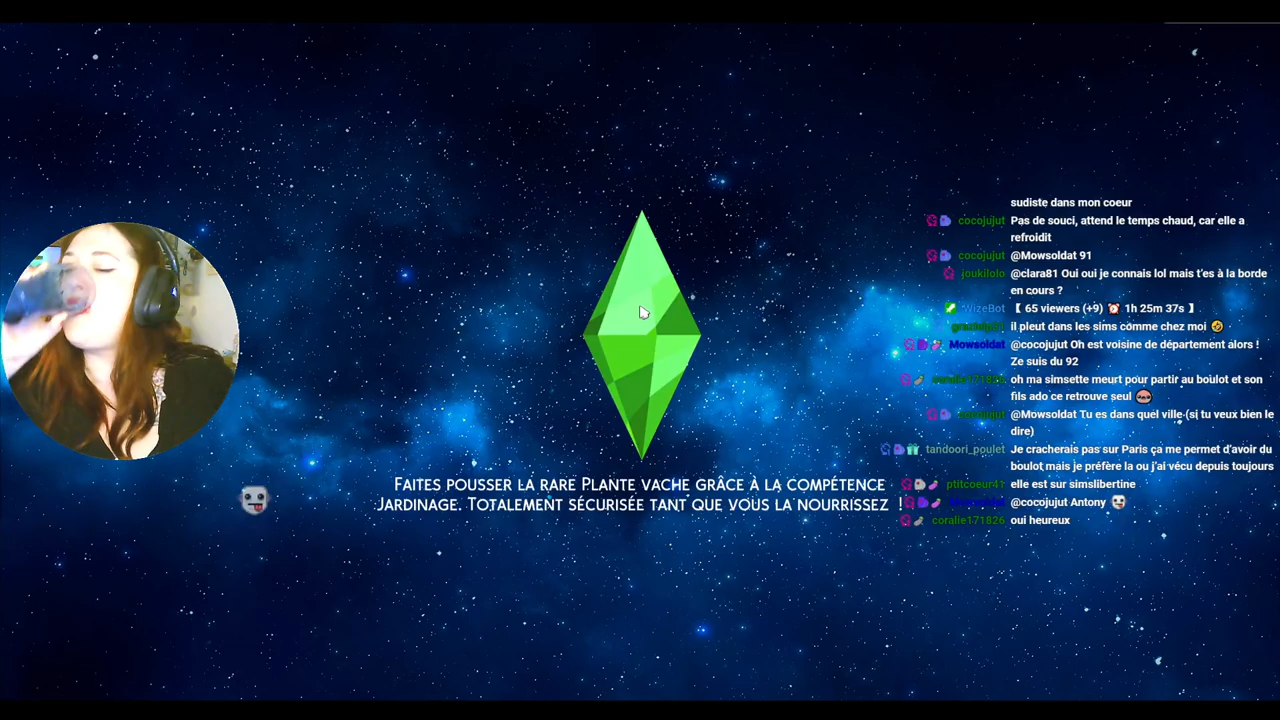 sudiste dans mon coeur
cocojujut Pas de souci, attend le temps chaud, car elle a
refroidit
cocojujut @Mowsoldat 91
joukilolo @clara81 Oui oui je connais lol mais t'es à la borde
en cours ?
WizeBot 【 65 viewers (+9) ⏰ 1h 25m 37s 】
il pleut dans les sims comme chez moi 🤣
Mowsoldat @cocojujut Oh est voisine de département alors !
Ze suis du 92
coralie171826 oh ma simsette meurt pour partir au boulot et son
fils ado ce retrouve seul
cocojujut @Mowsoldat Tu es dans quel ville (si tu veux bien le
dire)
tandoori_poulet Je cracherais pas sur Paris ça me permet d'avoir du
boulot mais je préfère la ou j'ai vécu depuis toujours
ptitcoeur41 elle est sur simslibertine
Mowsoldat @cocojujut Antony
coralie171826 oui heureux
FAITES POUSSER LA RARE PLANTE VACHE GRÂCE À LA COMPÉTENCE
JARDINAGE. TOTALEMENT SÉCURISÉE TANT QUE VOUS LA NOURRISSEZ !